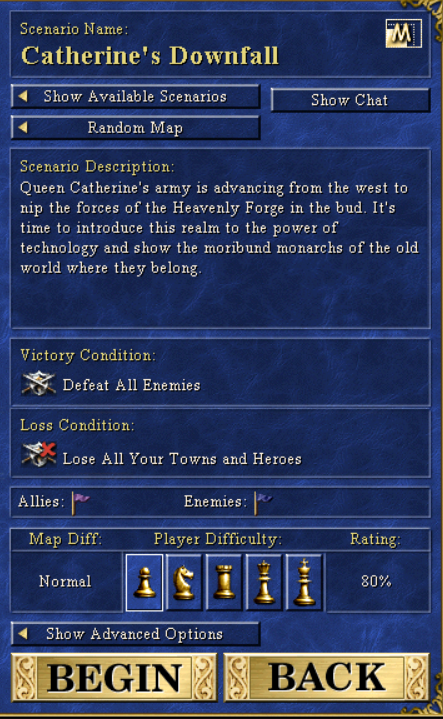 Scenario Name:
Catherine's Downfall
M
Show Available Scenarios
Show Chat
Random Map
Scenario Description:
Queen Catherine's army is advancing from the west to
nip the forces of the Heavenly Forge in the bud. It's
time to introduce this realm to the power of
technology and show the moribund monarchs of the old
world where they belong.
Victory Condition:
Defeat All Enemies
Loss Condition:
Lose All Your Towns and Heroes
Allies: Enemies:
Map Diff: Player Difficulty: Rating:
Normal 80%
Show Advanced Options
BEGIN BACK